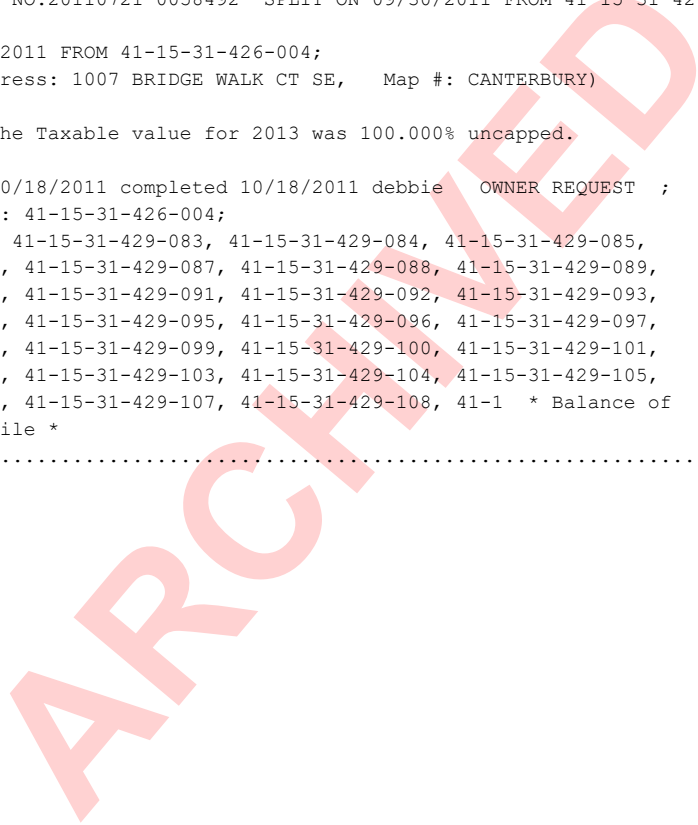 NO.20110721-0058492 SPLIT ON 09/30/2011 FROM 41-15-31-42
2011 FROM 41-15-31-426-004;
ress: 1007 BRIDGE WALK CT SE, Map #: CANTERBURY)
he Taxable value for 2013 was 100.000% uncapped.
0/18/2011 completed 10/18/2011 debbie OWNER REQUEST ;
: 41-15-31-426-004;
41-15-31-429-083, 41-15-31-429-084, 41-15-31-429-085,
, 41-15-31-429-087, 41-15-31-429-088, 41-15-31-429-089,
, 41-15-31-429-091, 41-15-31-429-092, 41-15-31-429-093,
, 41-15-31-429-095, 41-15-31-429-096, 41-15-31-429-097,
, 41-15-31-429-099, 41-15-31-429-100, 41-15-31-429-101,
, 41-15-31-429-103, 41-15-31-429-104, 41-15-31-429-105,
, 41-15-31-429-107, 41-15-31-429-108, 41-1 * Balance of
ile *
.........................................................
ARCHIVED